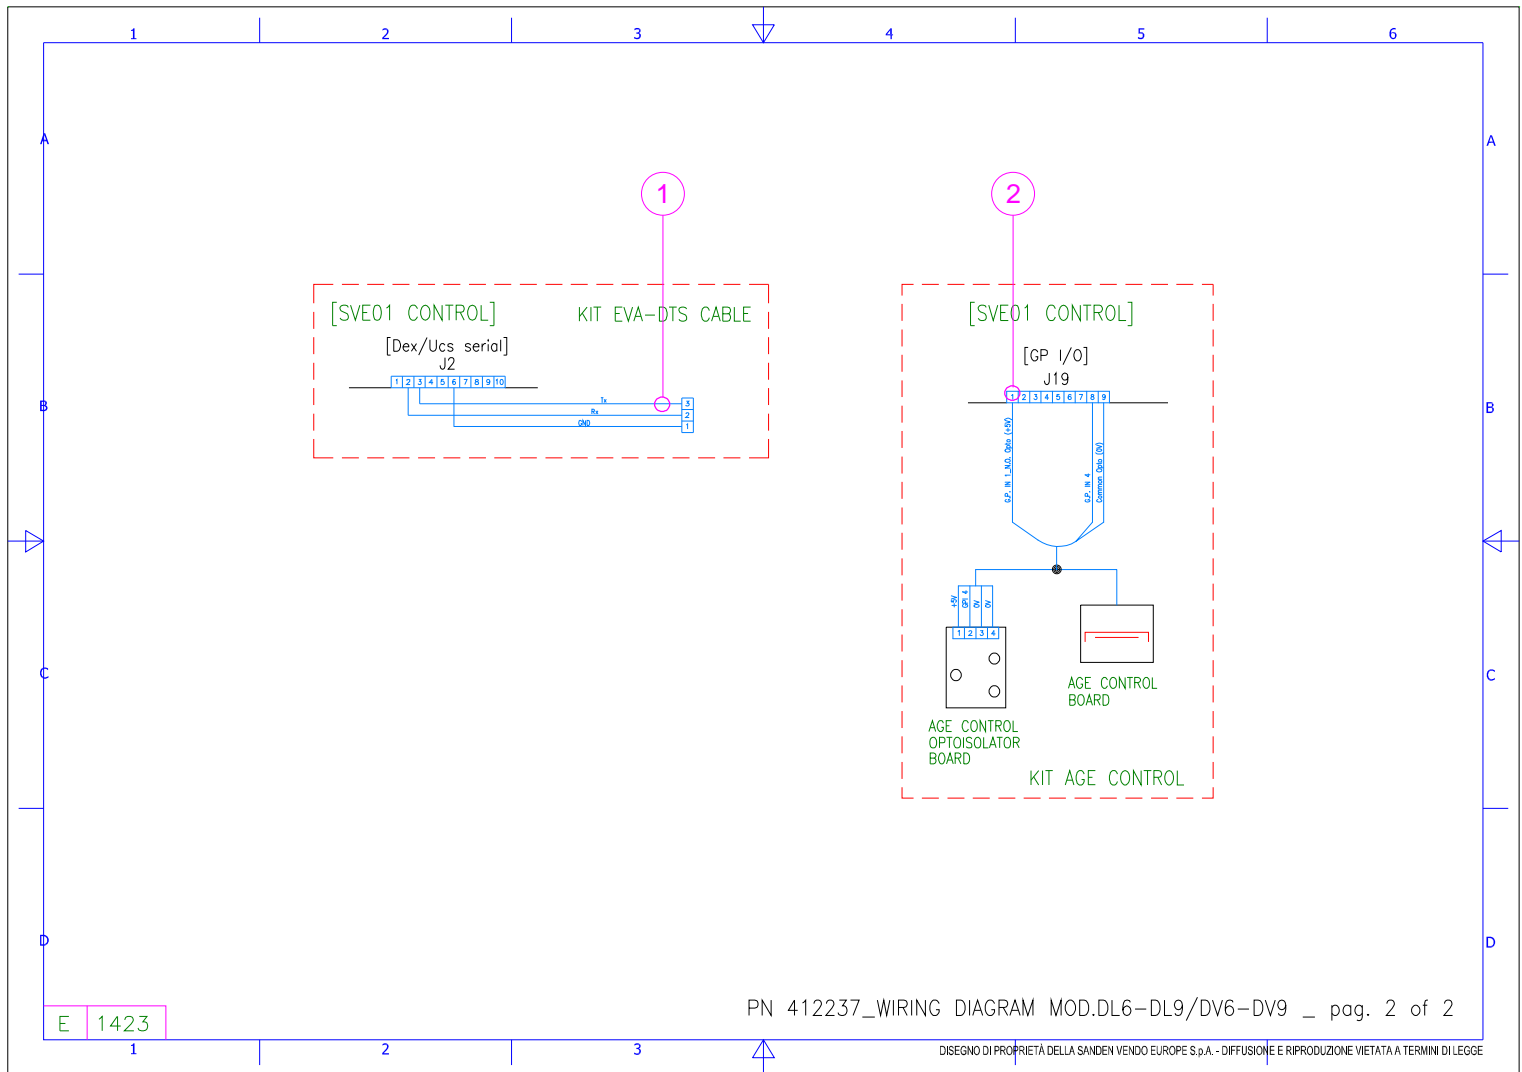 1 2 3 4 5 6
A A
1 2
[SVE01 CONTROL] KIT EVA-DTS CABLE
[Dex/Ucs serial]
J2
1 2 3 4 5 6 7 8 9 10
Tx 3
Rx 2
GND 1
[SVE01 CONTROL]
[GP I/O]
J19
1 2 3 4 5 6 7 8 9
B B
G.P. IN 1_N.O. Opto (+5V)
G.P. IN 4
Common Opto (0V)
+5V
GPI 4
0V
0V
1 2 3 4
C C
AGE CONTROL
BOARD
AGE CONTROL
OPTOISOLATOR
BOARD
KIT AGE CONTROL
D D
PN 412237_WIRING DIAGRAM MOD.DL6-DL9/DV6-DV9 _ pag. 2 of 2
E 1423
1 2 3
DISEGNO DI PROPRIETÀ DELLA SANDEN VENDO EUROPE S.p.A. - DIFFUSIONE E RIPRODUZIONE VIETATA A TERMINI DI LEGGE